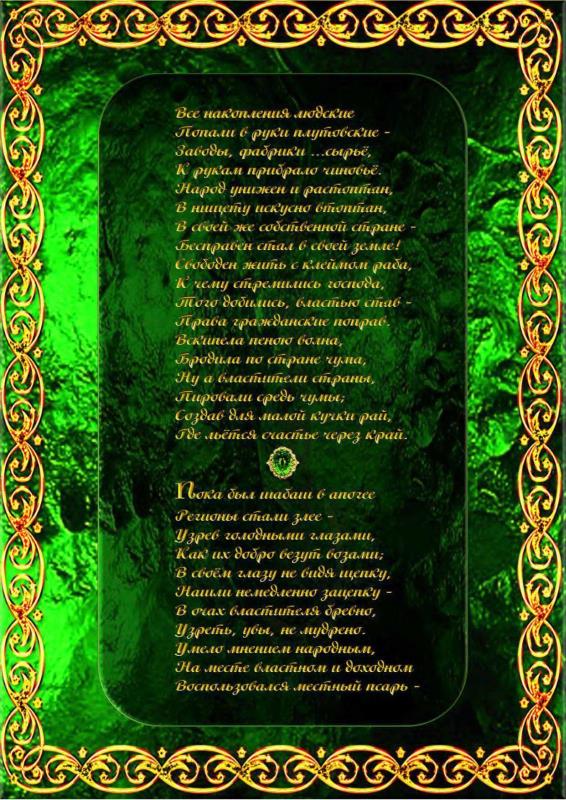 Все накопления людские
Попали в руки плутовские -
Заводы, фабрики ...сырьё,
К рукам прибрало чиновьё.
Народ унижен и растоптан,
В нищету искусно втоптан,
В своей же собственной стране -
Бесправен стал в своей земле!
Свободен жить с клеймом раба,
К чему стремились господа,
Того добились, властью став -
Права гражданские поправ.
Вскипела пеною волна,
Бродила по стране чума,
Ну а властители страны,
Пировали средь чумы;
Создав для малой кучки рай,
Где льётся счастье через край.
Пока был шабаш в апогее
Регионы стали злее -
Узрев голодными глазами,
Как их добро везут возами;
В своём глазу не видя щепку,
Нашли немедленно зацепку -
В очах властителя бревно,
Узреть, увы, не мудрено.
Умело мнением народным,
На месте властном и доходном
Воспользовался местный псарь -